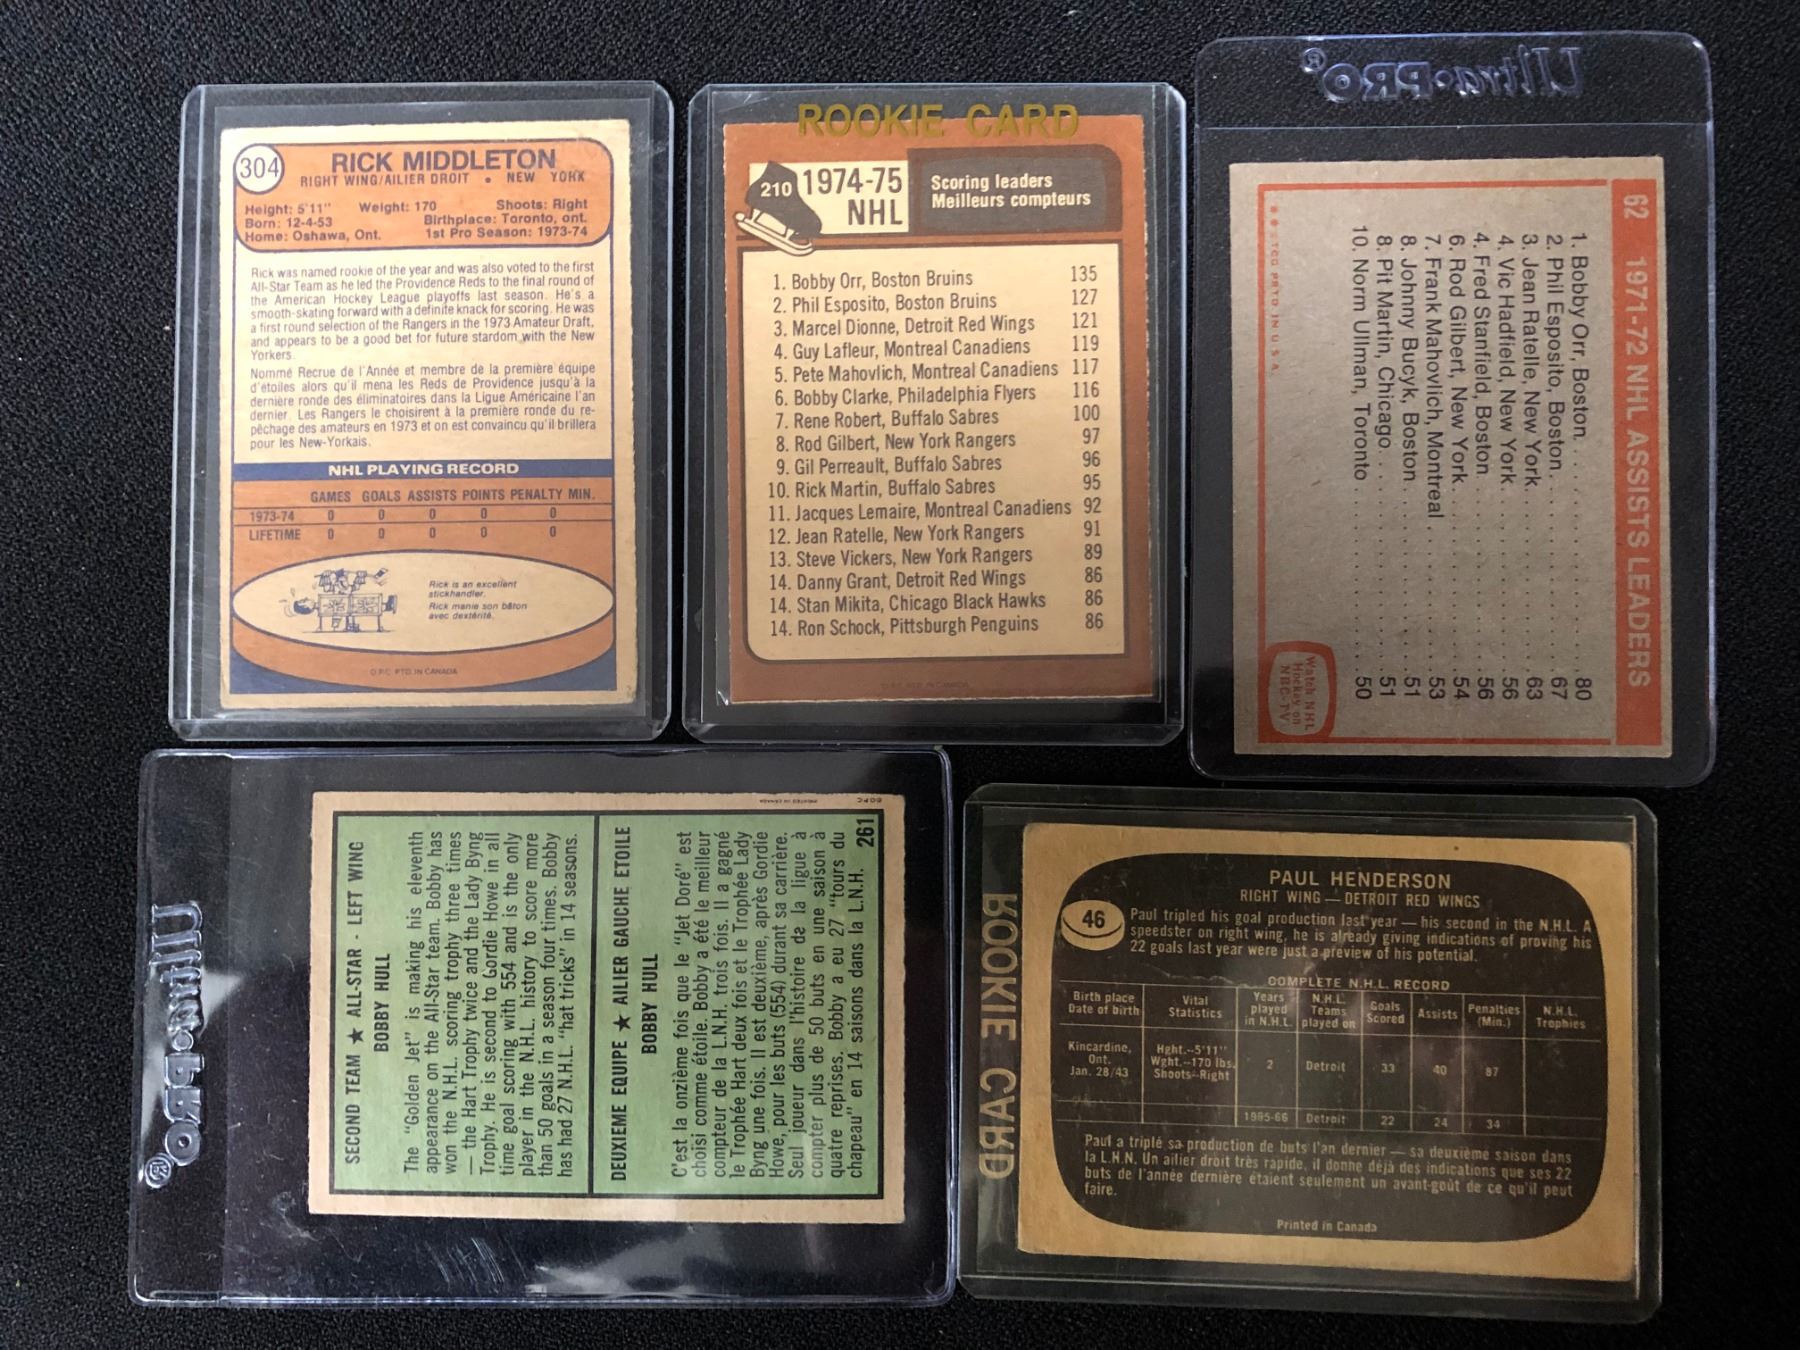 304
RICK MIDDLETON
RIGHT WING/AILIER DROIT • NEW YORK
Height: 5'11" Weight: 170 Shoots: Right
Born: 12-4-53 Birthplace: Toronto, ont.
Home: Oshawa, Ont. 1st Pro Season: 1973-74
Rick was named rookie of the year and was also voted to the first
All-Star Team as he led the Providence Reds to the final round of
the American Hockey League playoffs last season. He's a
smooth-skating forward with a definite knack for scoring. He was
a first round selection of the Rangers in the 1973 Amateur Draft,
and appears to be a good bet for future stardom with the New
Yorkers.
Nommé Recrue de l'Année et membre de la première équipe
d'étoiles alors qu'il mena les Reds de Providence jusqu'à la
dernière ronde des éliminatoires dans la Ligue Américaine l'an
dernier. Les Rangers le choisirent à la première ronde du re-
pêchage des amateurs en 1973 et on est convaincu qu'il brillera
pour les New-Yorkais.
NHL PLAYING RECORD
GAMES GOALS ASSISTS POINTS PENALTY MIN.
1973-74 0 0 0 0 0
LIFETIME 0 0 0 0 0
Rick is an excellent
stickhandler.
Rick manie son bâton
avec dextérité.
O.P.C. PTD. IN CANADA
ROOKIE CARD
210
1974-75
NHL
Scoring leaders
Meilleurs compteurs
1. Bobby Orr, Boston Bruins 135
2. Phil Esposito, Boston Bruins 127
3. Marcel Dionne, Detroit Red Wings 121
4. Guy Lafleur, Montreal Canadiens 119
5. Pete Mahovlich, Montreal Canadiens 117
6. Bobby Clarke, Philadelphia Flyers 116
7. Rene Robert, Buffalo Sabres 100
8. Rod Gilbert, New York Rangers 97
9. Gil Perreault, Buffalo Sabres 96
10. Rick Martin, Buffalo Sabres 95
11. Jacques Lemaire, Montreal Canadiens 92
12. Jean Ratelle, New York Rangers 91
13. Steve Vickers, New York Rangers 89
14. Danny Grant, Detroit Red Wings 86
14. Stan Mikita, Chicago Black Hawks 86
14. Ron Schock, Pittsburgh Penguins 86
O.P.C. PTD. IN CANADA
Ultra•PRO®
62 1971-72 NHL ASSISTS LEADERS
1. Bobby Orr, Boston. . . . . . . . . 80
2. Phil Esposito, Boston . . . . . . . . 67
3. Jean Ratelle, New York . . . . . . . . 63
4. Vic Hadfield, New York . . . . . . . . 56
4. Fred Stanfield, Boston . . . . . . . . 56
6. Rod Gilbert, New York . . . . . . . . 54
7. Frank Mahovlich, Montreal . . . . . . . . 53
8. Johnny Bucyk, Boston . . . . . . . . 51
8. Pit Martin, Chicago . . . . . . . . 51
10. Norm Ullman, Toronto . . . . . . . . 50
** © T.C.G. PRTD. IN U.S.A.
Watch NHL
Hockey on
NBC-TV
Ultra•PRO®
SECOND TEAM ★ ALL-STAR - LEFT WING
BOBBY HULL
The "Golden Jet" is making his eleventh
appearance on the All-Star team. Bobby has
won the N.H.L. scoring trophy three times
— the Hart Trophy twice and the Lady Byng
Trophy. He is second to Gordie Howe in all
time goal scoring with 554 and is the only
player in the N.H.L. history to score more
than 50 goals in a season four times. Bobby
has had 27 N.H.L. "hat tricks" in 14 seasons.
DEUXIEME EQUIPE ★ AILIER GAUCHE ETOILE
BOBBY HULL
C'est la onzième fois que le "Jet Doré" est
choisi comme étoile. Bobby a été le meilleur
compteur de la L.N.H. trois fois. Il a gagné
le Trophée Hart deux fois et le Trophée Lady
Byng une fois. Il est deuxième, après Gordie
Howe, pour les buts (554) durant sa carrière.
Seul joueur dans l'histoire de la ligue à
compter plus de 50 buts en une saison à
quatre reprises. Bobby a eu 27 "tours du
chapeau" en 14 saisons dans la L.N.H. 261
©O.P.C. PRINTED IN CANADA
ROOKIE CARD
46
PAUL HENDERSON
RIGHT WING — DETROIT RED WINGS
Paul tripled his goal production last year — his second in the N.H.L. A
speedster on right wing, he is already giving indications of proving his
22 goals last year were just a preview of his potential.
COMPLETE N.H.L. RECORD
Birth place Date of birth Vital Statistics Years played in N.H.L. N.H.L. Teams played on Goals Scored Assists Penalties (Min.) N.H.L. Trophies
Kincardine, Ont. Jan. 28/43 Hght.--5'11" Wght.--170 lbs. Shoots--Right 2 Detroit 33 40 87
1965-66 Detroit 22 24 34
Paul a triplé sa production de buts l'an dernier — sa deuxième saison dans
la L.H.N. Un ailier droit très rapide, il donne déjà des indications que ses 22
buts de l'année dernière étaient seulement un avant-goût de ce qu'il peut
faire.
Printed in Canada